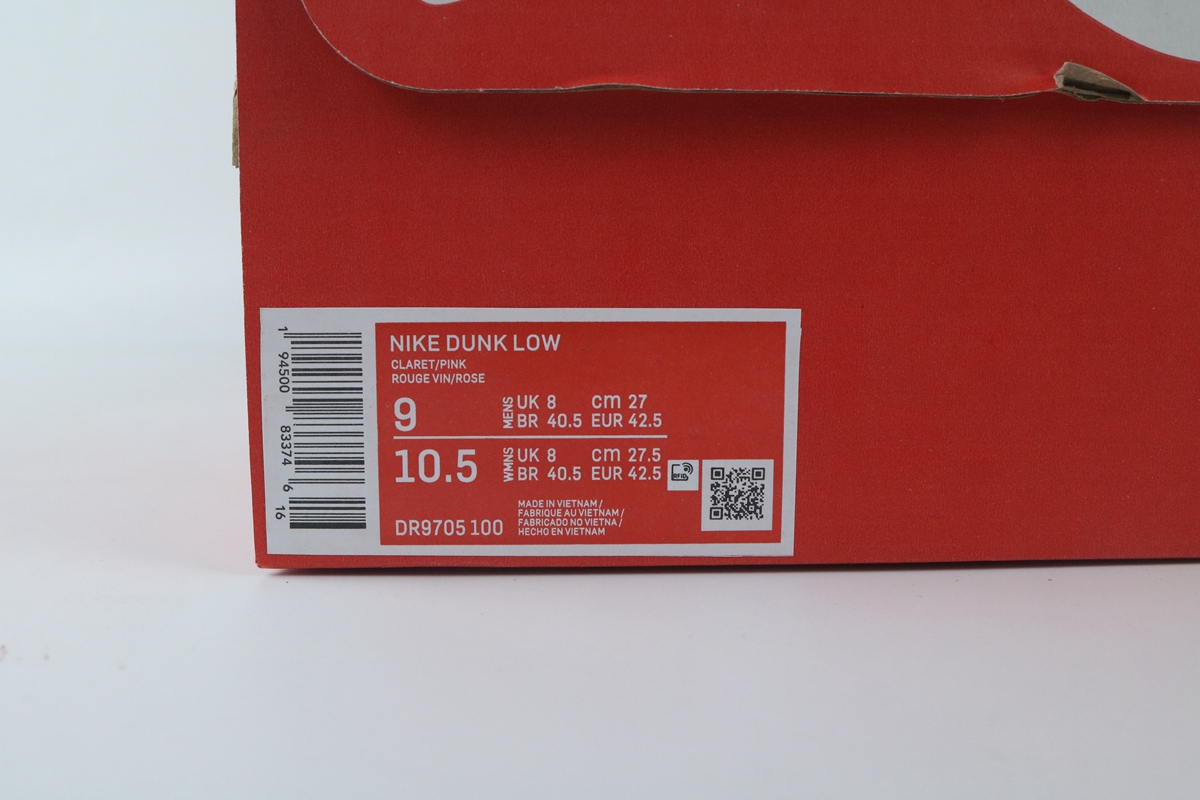 NIKE DUNK LOW
CLARET/PINK
ROUGE VIN/ROSE
9
MENS
UK 8 cm 27
BR 40.5 EUR 42.5
10.5
WMNS
UK 8 cm 27.5
BR 40.5 EUR 42.5
RFID
DR9705 100
MADE IN VIETNAM /
FABRIQUE AU VIETNAM /
FABRICADO NO VIETNA /
HECHO EN VIETNAM
1 94500 83374 6 16